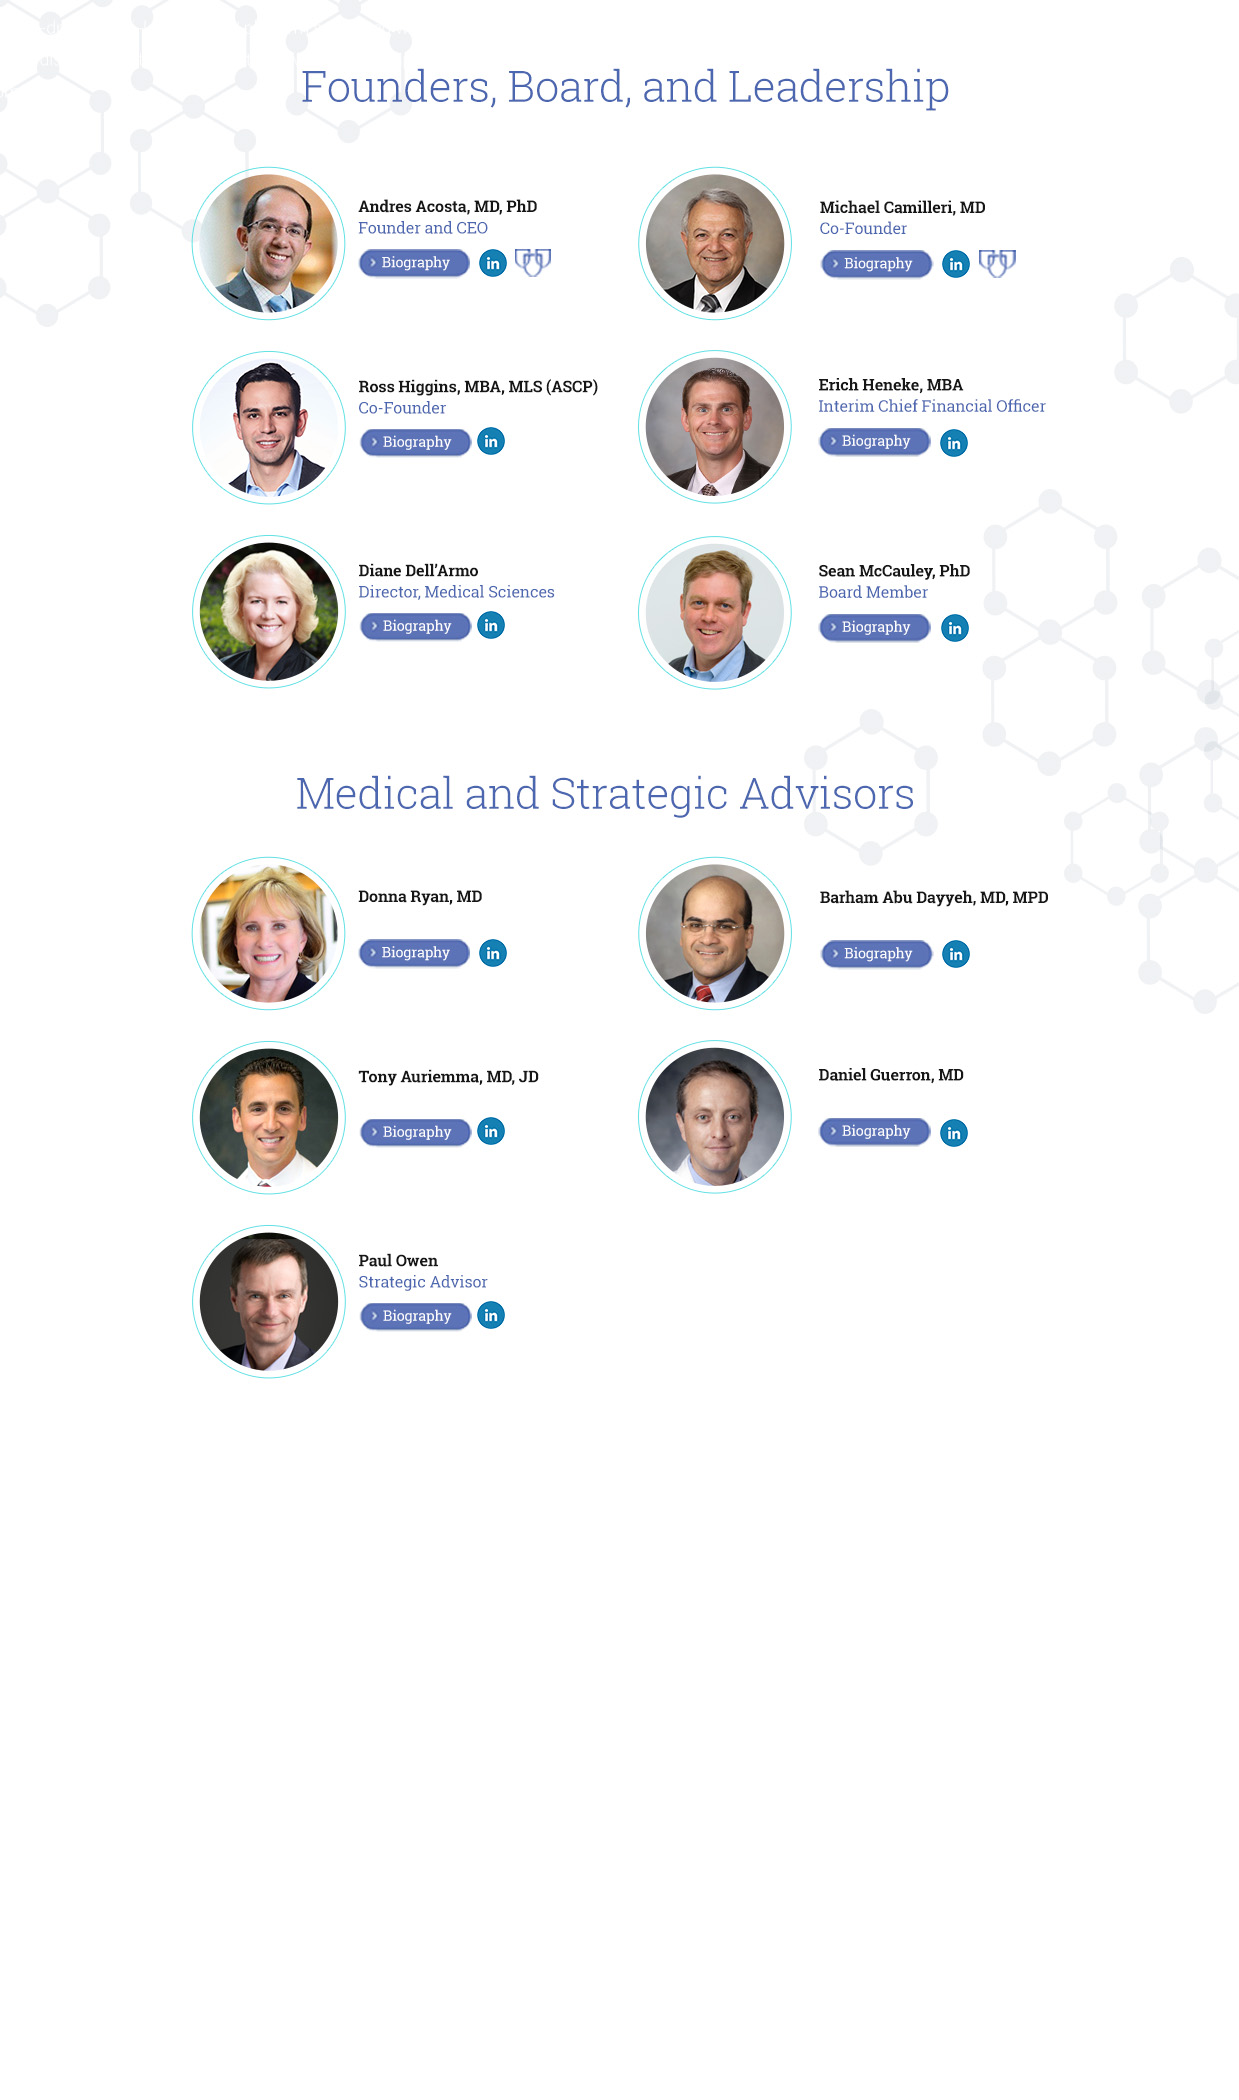 Founders, Board, and Leadership
Andres Acosta, MD, PhD
Founder and CEO
› Biography
in
Michael Camilleri, MD
Co-Founder
› Biography
in
Ross Higgins, MBA, MLS (ASCP)
Co-Founder
› Biography
in
Erich Heneke, MBA
Interim Chief Financial Officer
› Biography
in
Diane Dell’Armo
Director, Medical Sciences
› Biography
in
Sean McCauley, PhD
Board Member
› Biography
in
Medical and Strategic Advisors
Donna Ryan, MD
› Biography
in
Barham Abu Dayyeh, MD, MPD
› Biography
in
Tony Auriemma, MD, JD
› Biography
in
Daniel Guerron, MD
› Biography
in
Paul Owen
Strategic Advisor
› Biography
in